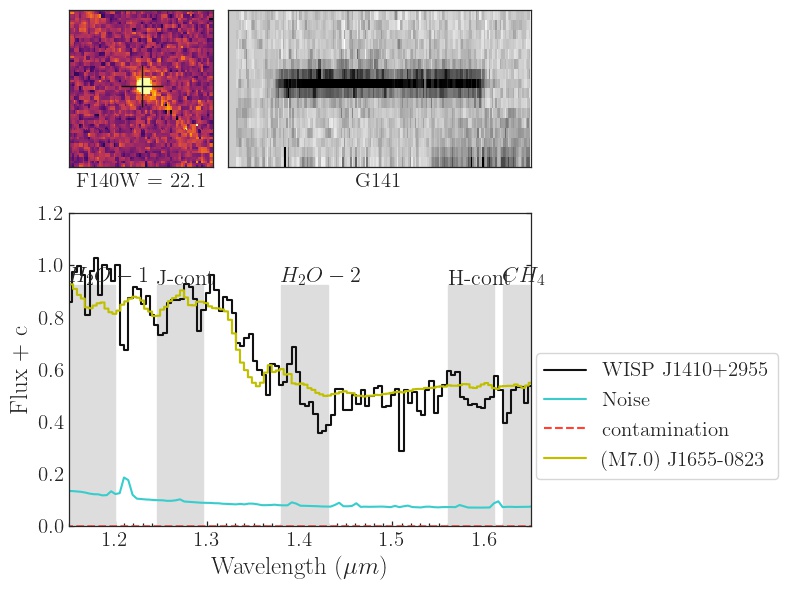 F140W = 22.1
G141
Flux + c
1.2
1.0
0.8
0.6
0.4
0.2
0.0
H₂O − 1
J-cont
H₂O − 2
H-cont
CH₄
1.2
1.3
1.4
1.5
1.6
Wavelength (μm)
WISP J1410+2955
Noise
contamination
(M7.0) J1655-0823